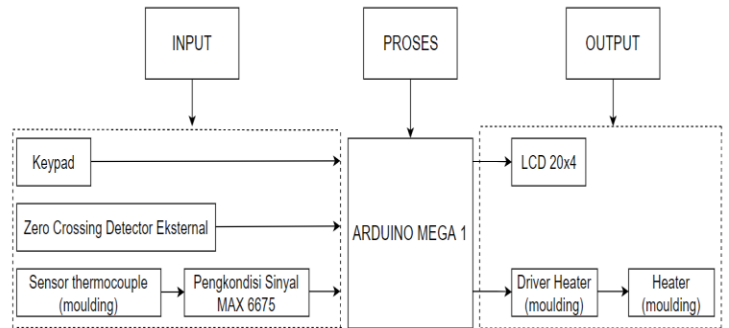 INPUT
PROSES
OUTPUT
Keypad
Zero Crossing Detector Eksternal
Sensor thermocouple
(moulding)
Pengkondisi Sinyal
MAX 6675
ARDUINO MEGA 1
LCD 20x4
Driver Heater
(moulding)
Heater
(moulding)